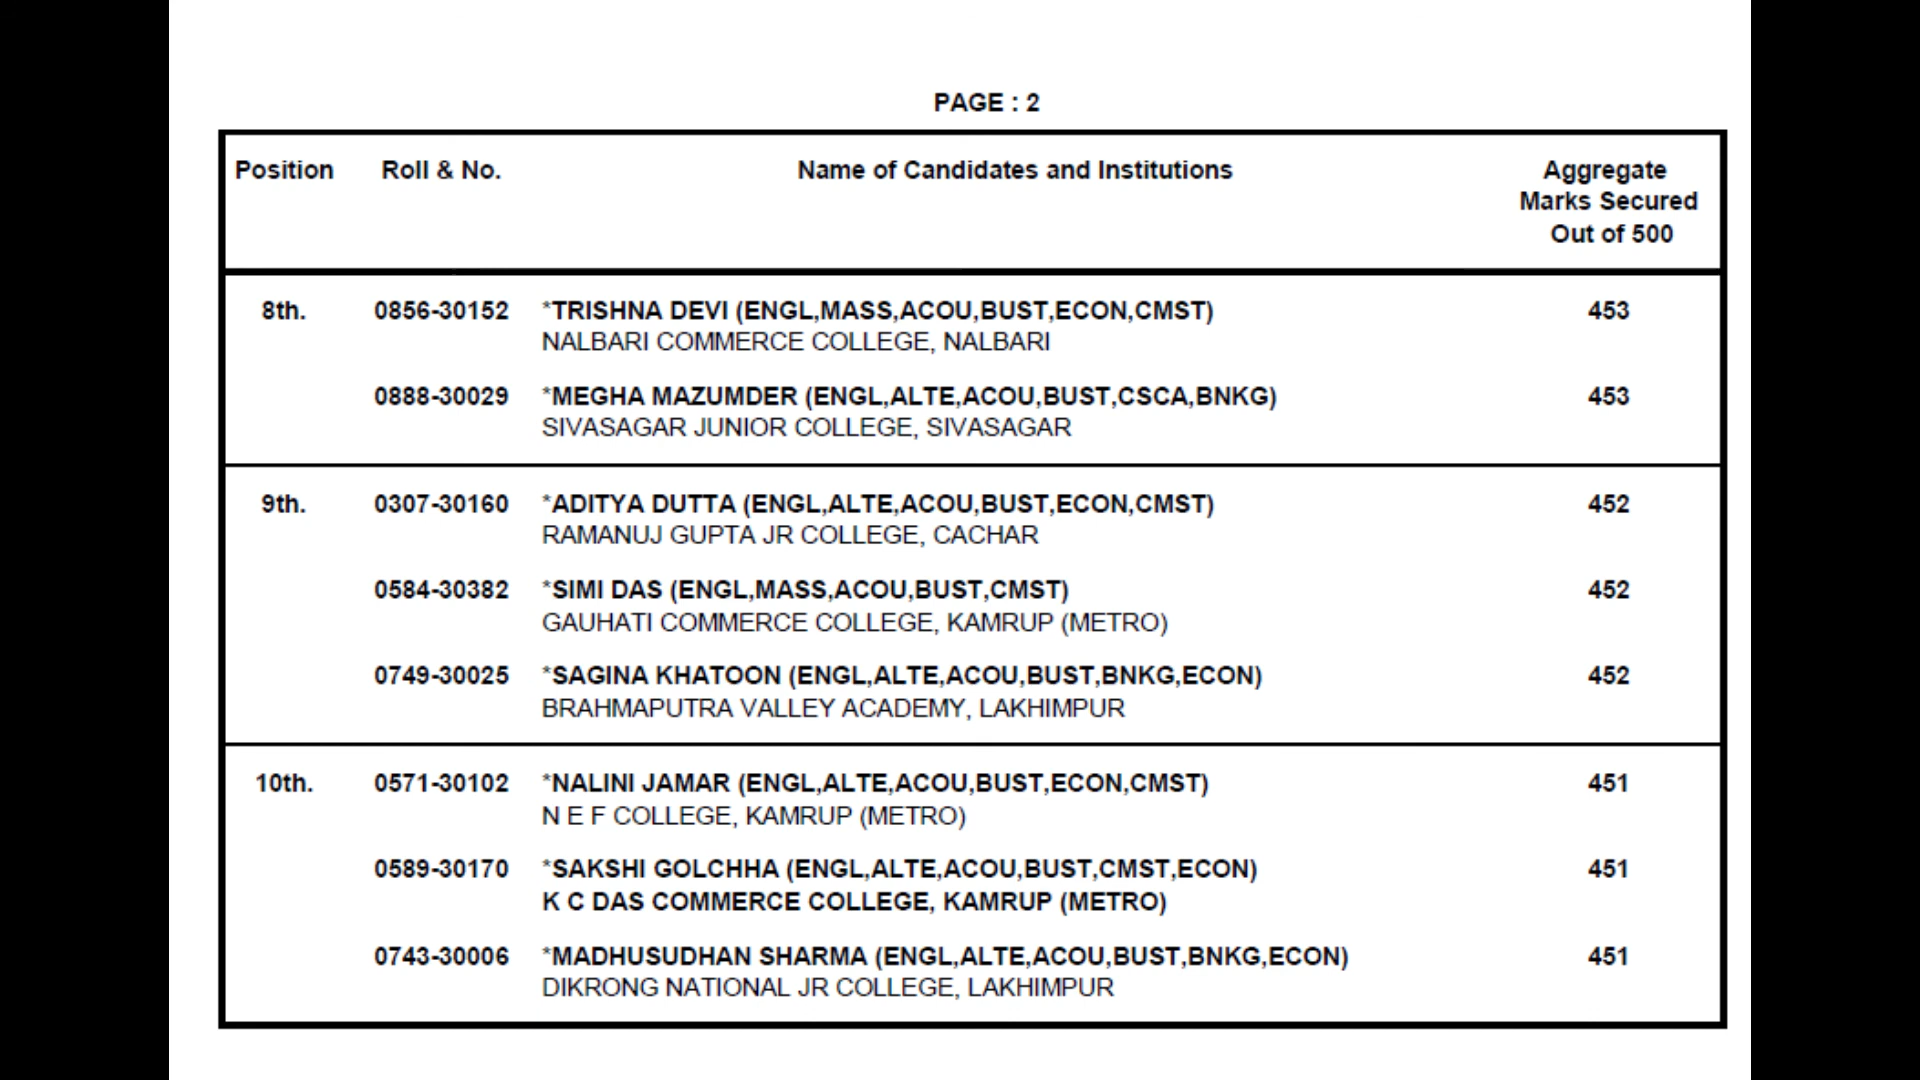 PAGE : 2
Position Roll & No. Name of Candidates and Institutions Aggregate
Marks Secured
Out of 500
8th. 0856-30152 *TRISHNA DEVI (ENGL,MASS,ACOU,BUST,ECON,CMST) 453
NALBARI COMMERCE COLLEGE, NALBARI
0888-30029 *MEGHA MAZUMDER (ENGL,ALTE,ACOU,BUST,CSCA,BNKG) 453
SIVASAGAR JUNIOR COLLEGE, SIVASAGAR
9th. 0307-30160 *ADITYA DUTTA (ENGL,ALTE,ACOU,BUST,ECON,CMST) 452
RAMANUJ GUPTA JR COLLEGE, CACHAR
0584-30382 *SIMI DAS (ENGL,MASS,ACOU,BUST,CMST) 452
GAUHATI COMMERCE COLLEGE, KAMRUP (METRO)
0749-30025 *SAGINA KHATOON (ENGL,ALTE,ACOU,BUST,BNKG,ECON) 452
BRAHMAPUTRA VALLEY ACADEMY, LAKHIMPUR
10th. 0571-30102 *NALINI JAMAR (ENGL,ALTE,ACOU,BUST,ECON,CMST) 451
N E F COLLEGE, KAMRUP (METRO)
0589-30170 *SAKSHI GOLCHHA (ENGL,ALTE,ACOU,BUST,CMST,ECON) 451
K C DAS COMMERCE COLLEGE, KAMRUP (METRO)
0743-30006 *MADHUSUDHAN SHARMA (ENGL,ALTE,ACOU,BUST,BNKG,ECON) 451
DIKRONG NATIONAL JR COLLEGE, LAKHIMPUR